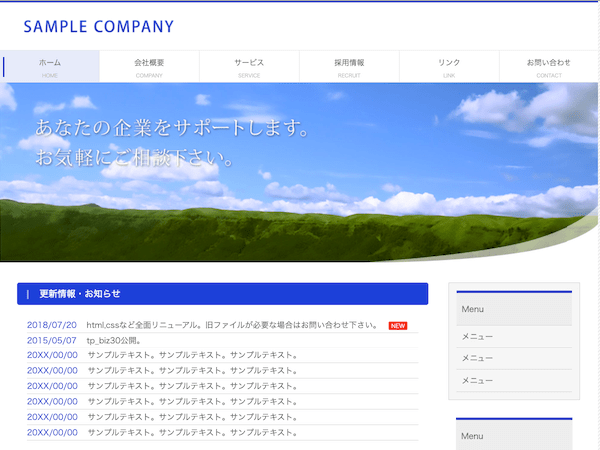 SAMPLE COMPANY
ホーム 会社概要 サービス 採用情報 リンク お問い合わせ
HOME COMPANY SERVICE RECRUIT LINK CONTACT
あなたの企業をサポートします。
お気軽にご相談下さい。
更新情報・お知らせ
2018/07/20 html,cssなど全面リニューアル。旧ファイルが必要な場合はお問い合わせ下さい。 NEW
2015/05/07 tp_biz30公開。
20XX/00/00 サンプルテキスト。サンプルテキスト。サンプルテキスト。
20XX/00/00 サンプルテキスト。サンプルテキスト。サンプルテキスト。
20XX/00/00 サンプルテキスト。サンプルテキスト。サンプルテキスト。
20XX/00/00 サンプルテキスト。サンプルテキスト。サンプルテキスト。
20XX/00/00 サンプルテキスト。サンプルテキスト。サンプルテキスト。
20XX/00/00 サンプルテキスト。サンプルテキスト。サンプルテキスト。
Menu
メニュー
メニュー
メニュー
Menu